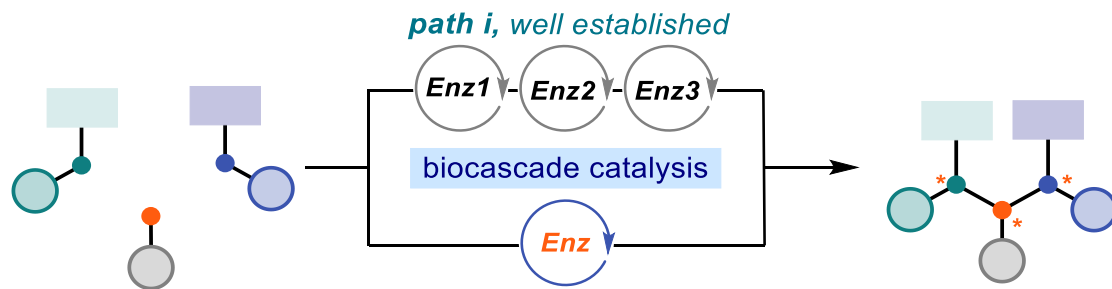 path i, well established
Enz1 Enz2 Enz3
biocascade catalysis
Enz
* * *